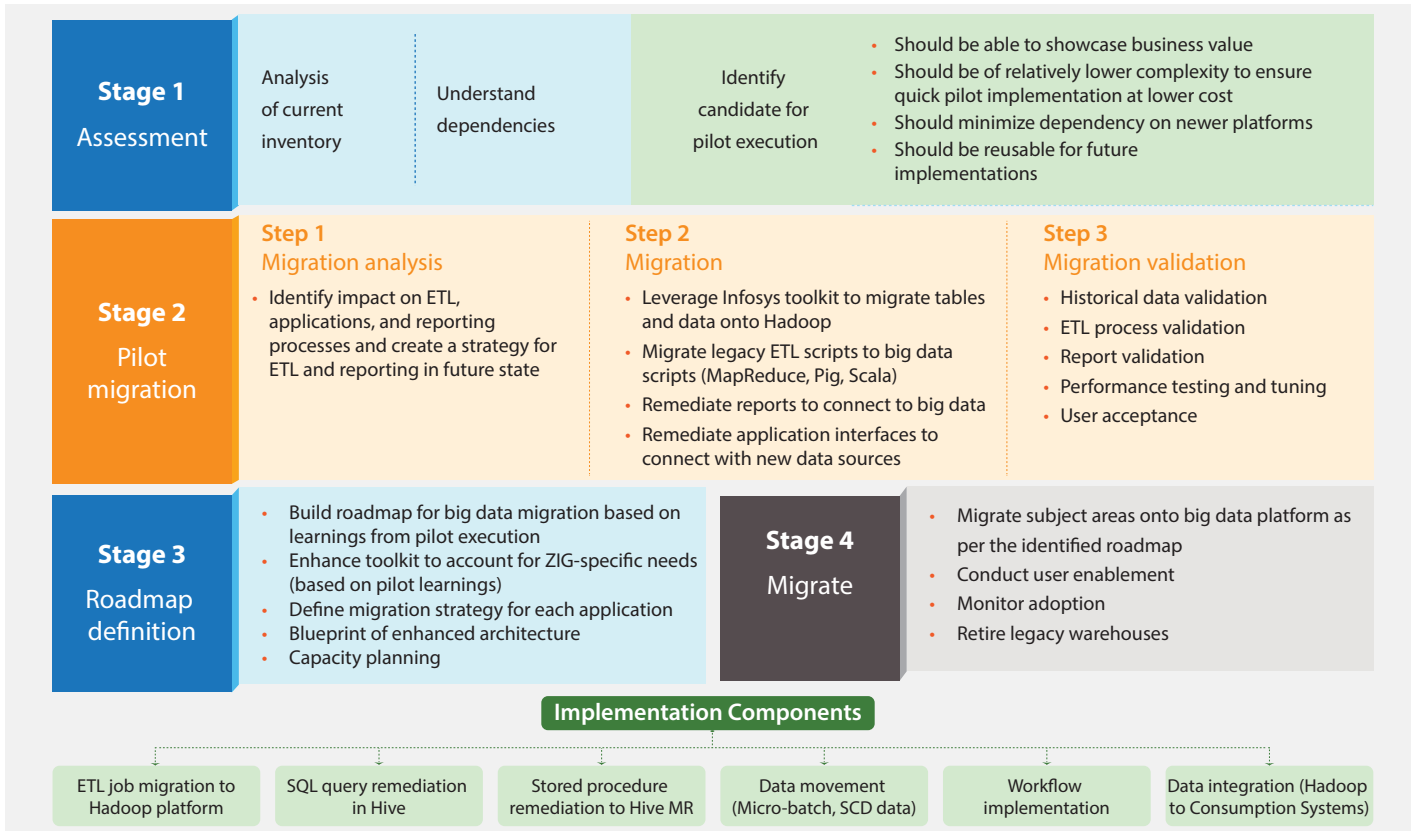 Stage 1
Assessment
Analysis
of current
inventory
Understand
dependencies
Identify
candidate for
pilot execution
• Should be able to showcase business value
• Should be of relatively lower complexity to ensure
quick pilot implementation at lower cost
• Should minimize dependency on newer platforms
• Should be reusable for future
implementations
Stage 2
Pilot
migration
Step 1
Migration analysis
• Identify impact on ETL,
applications, and reporting
processes and create a strategy for
ETL and reporting in future state
Step 2
Migration
• Leverage Infosys toolkit to migrate tables
and data onto Hadoop
• Migrate legacy ETL scripts to big data
scripts (MapReduce, Pig, Scala)
• Remediate reports to connect to big data
• Remediate application interfaces to
connect with new data sources
Step 3
Migration validation
• Historical data validation
• ETL process validation
• Report validation
• Performance testing and tuning
• User acceptance
Stage 3
Roadmap
definition
• Build roadmap for big data migration based on
learnings from pilot execution
• Enhance toolkit to account for ZIG-specific needs
(based on pilot learnings)
• Define migration strategy for each application
• Blueprint of enhanced architecture
• Capacity planning
Stage 4
Migrate
• Migrate subject areas onto big data platform as
per the identified roadmap
• Conduct user enablement
• Monitor adoption
• Retire legacy warehouses
Implementation Components
ETL job migration to
Hadoop platform
SQL query remediation
in Hive
Stored procedure
remediation to Hive MR
Data movement
(Micro-batch, SCD data)
Workflow
implementation
Data integration (Hadoop
to Consumption Systems)